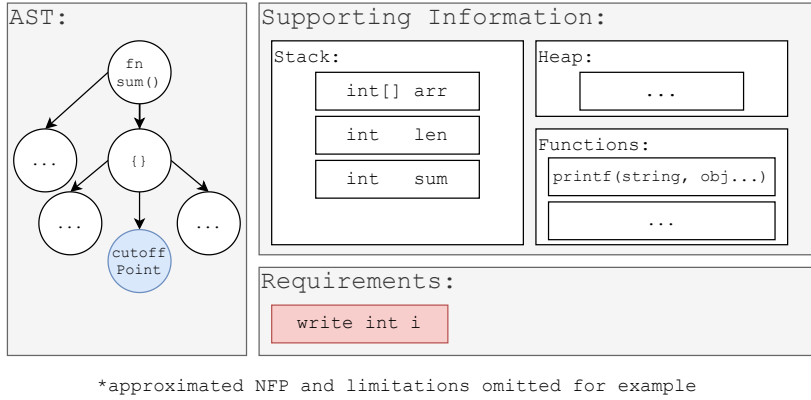 AST:
fn
sum()
...
{}
...
...
cutoff
Point
Supporting Information:
Stack:
int[] arr
int len
int sum
Heap:
...
Functions:
printf(string, obj...)
...
Requirements:
write int i
*approximated NFP and limitations omitted for example